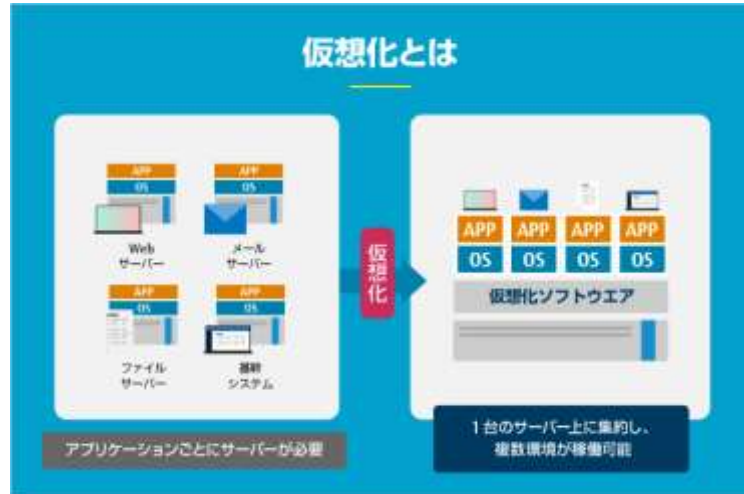 仮想化とは
APP
OS
Web
サーバー
APP
OS
メール
サーバー
APP
OS
ファイル
サーバー
APP
OS
基幹
システム
アプリケーションごとにサーバーが必要
仮想化
APP APP APP APP
OS OS OS OS
仮想化ソフトウエア
1台のサーバー上に集約し、
複数環境が稼働可能